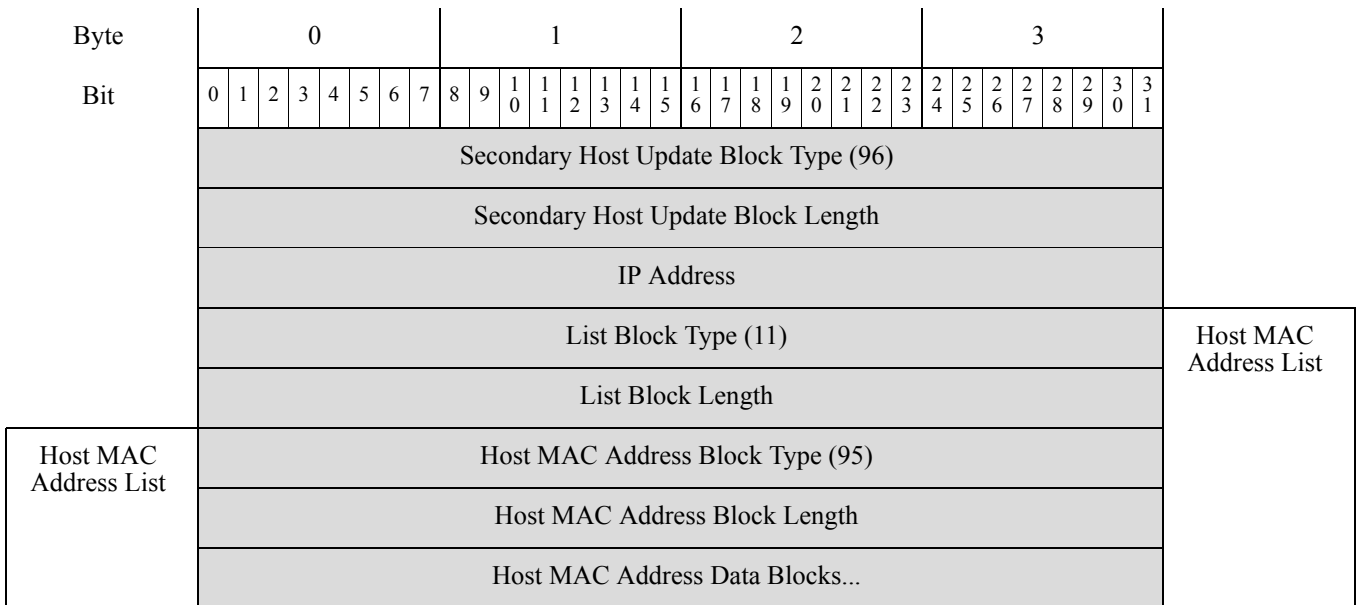 Byte 0 1 2 3
Bit 0 1 2 3 4 5 6 7 8 9 10 11 12 13 14 15 16 17 18 19 20 21 22 23 24 25 26 27 28 29 30 31
Secondary Host Update Block Type (96)
Secondary Host Update Block Length
IP Address
List Block Type (11)
Host MAC
Address List
List Block Length
Host MAC
Address List
Host MAC Address Block Type (95)
Host MAC Address Block Length
Host MAC Address Data Blocks...